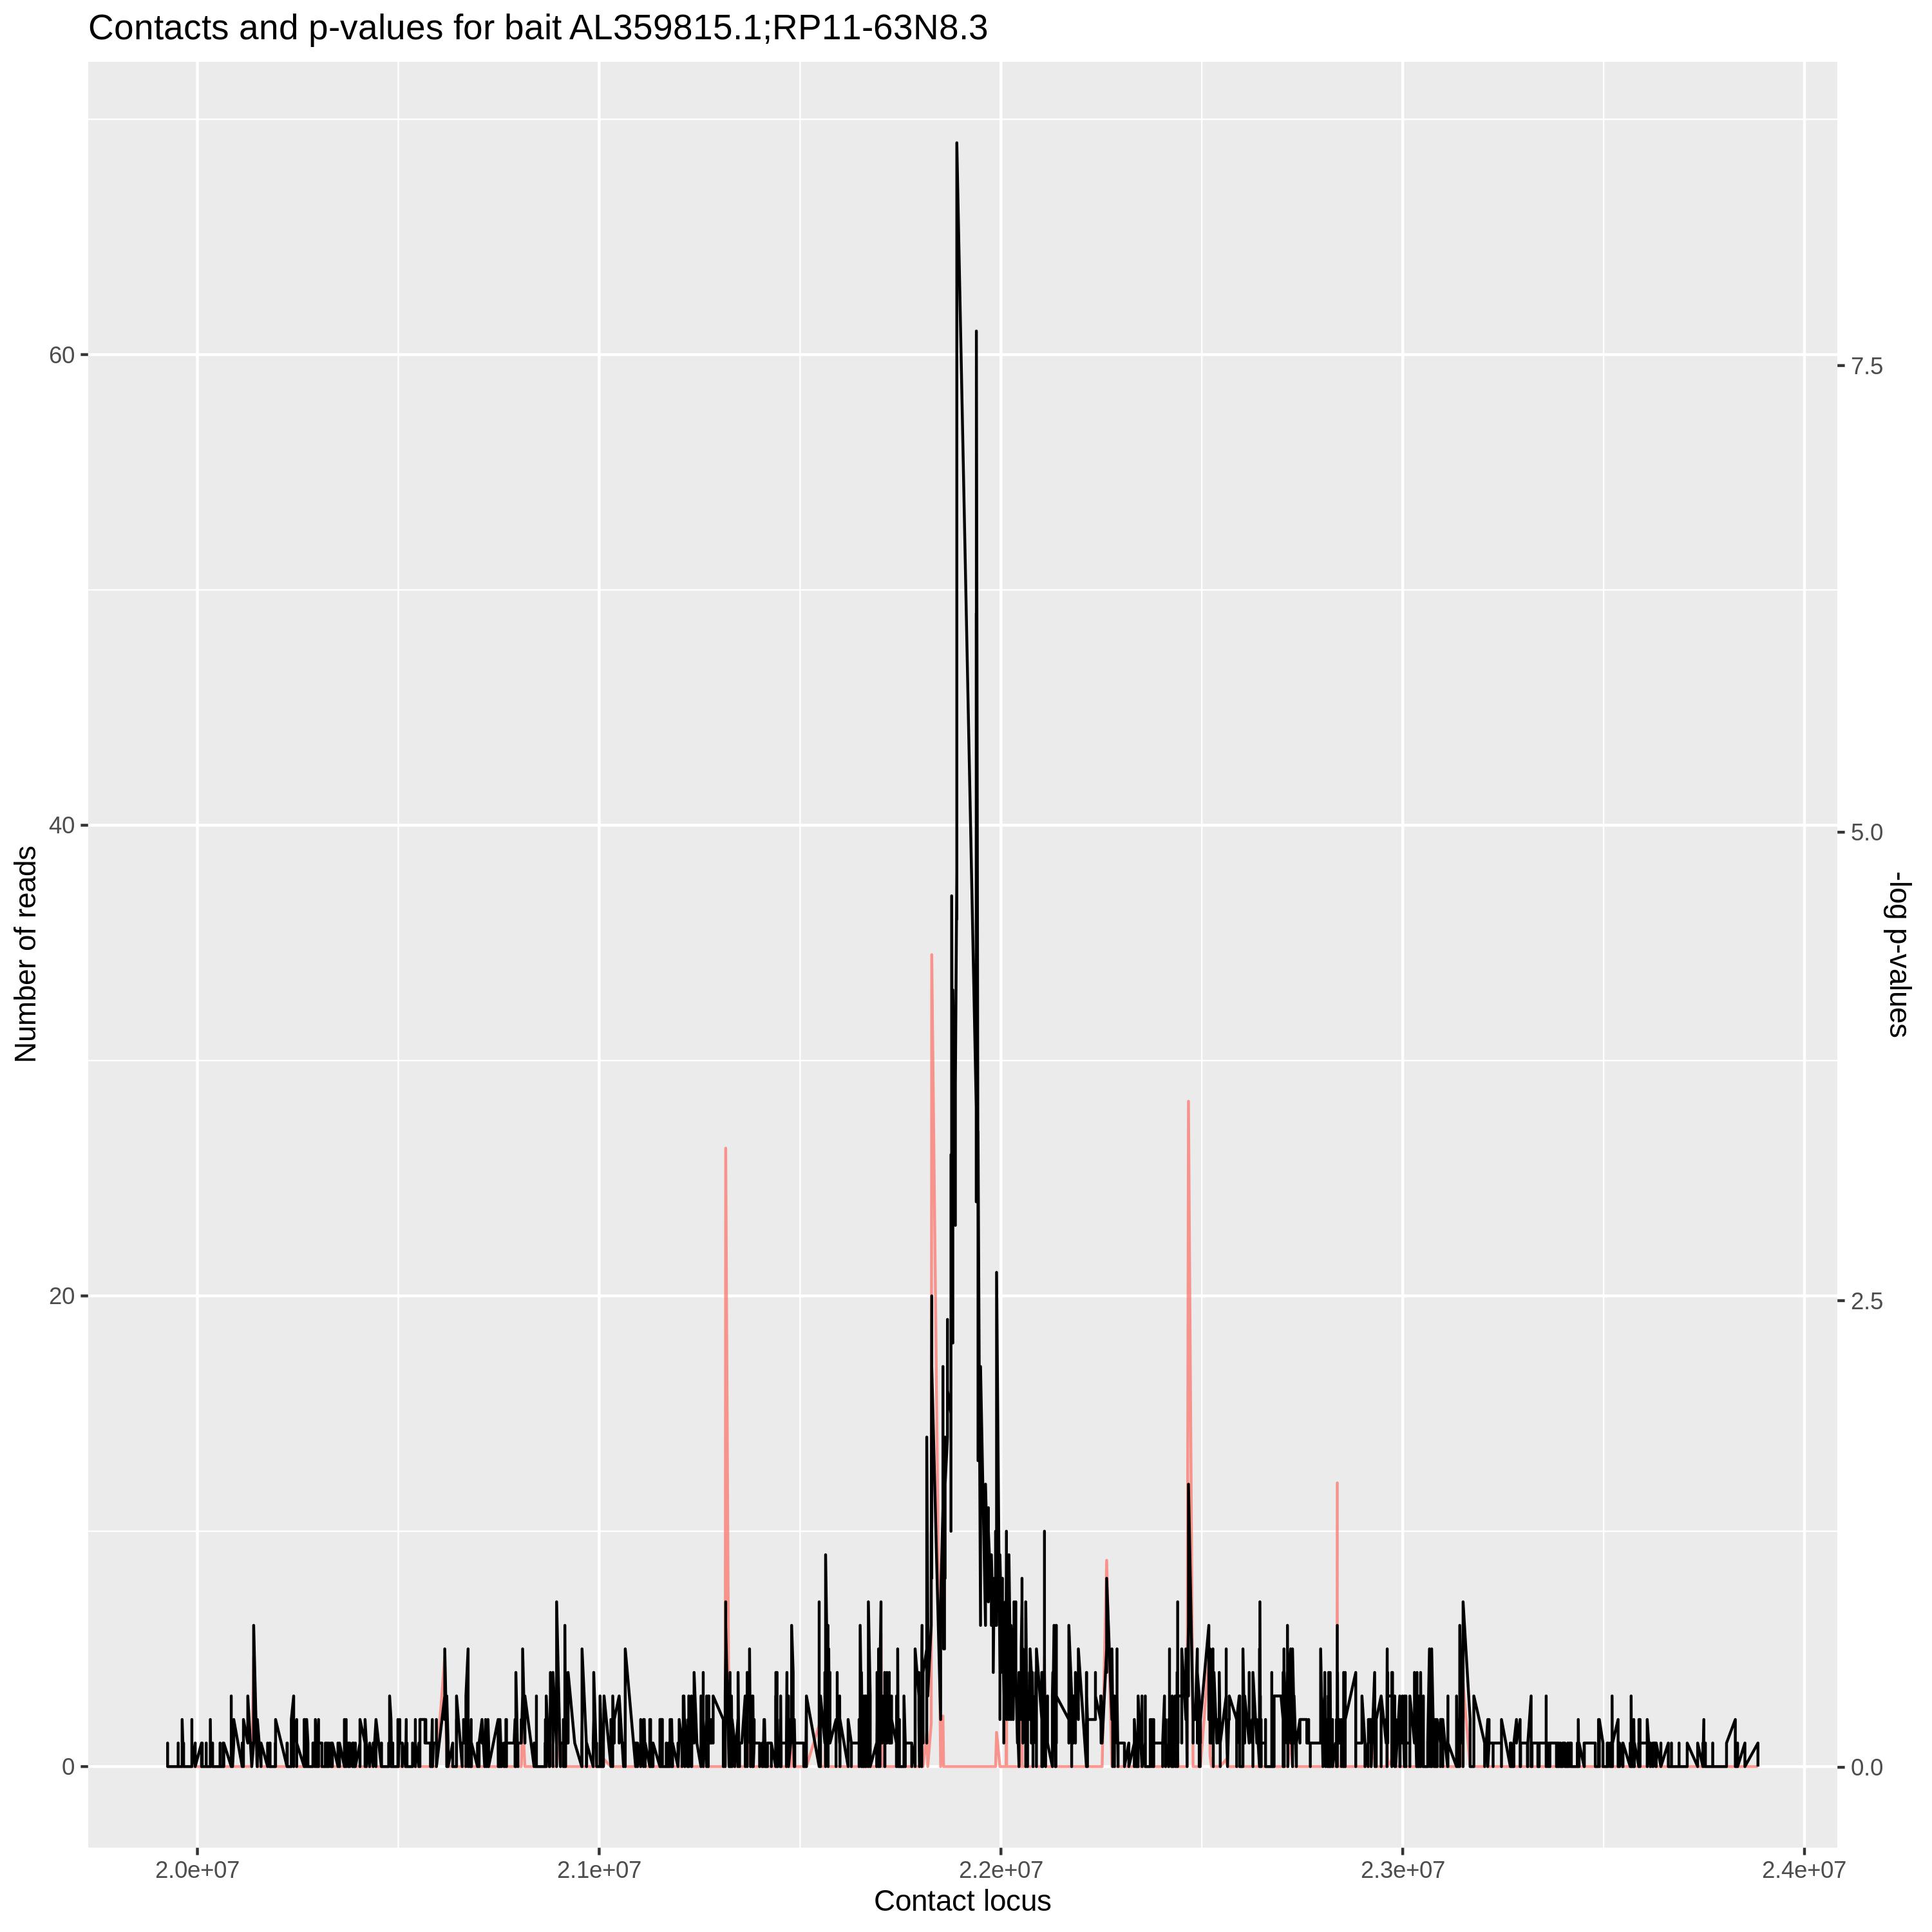 Contacts and p-values for bait AL359815.1;RP11-63N8.3
60
40
20
0
Number of reads
7.5
5.0
2.5
0.0
-log p-values
2.0e+07
2.1e+07
2.2e+07
2.3e+07
2.4e+07
Contact locus